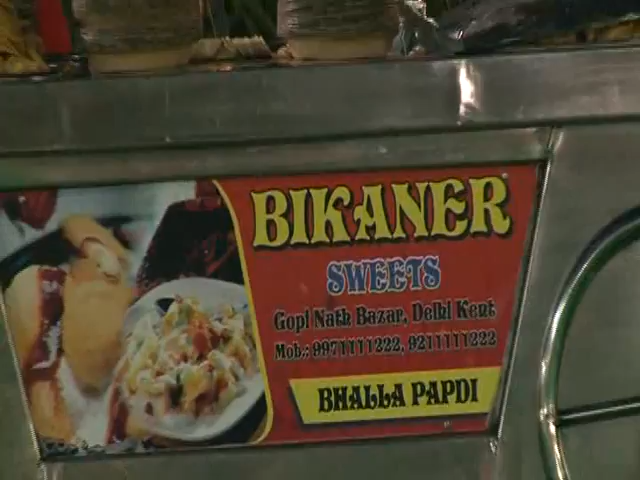 BIKANER
SWEETS
Gopi Nath Bazar, Delhi Kent
Mob.: 9971111222, 9211111222
BHALLA PAPDI